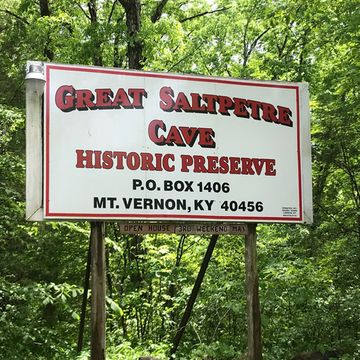 GREAT SALTPETRE
CAVE
HISTORIC PRESERVE
P.O. BOX 1406
MT. VERNON, KY 40456
OPEN HOUSE 3RD WEEKEND MAY